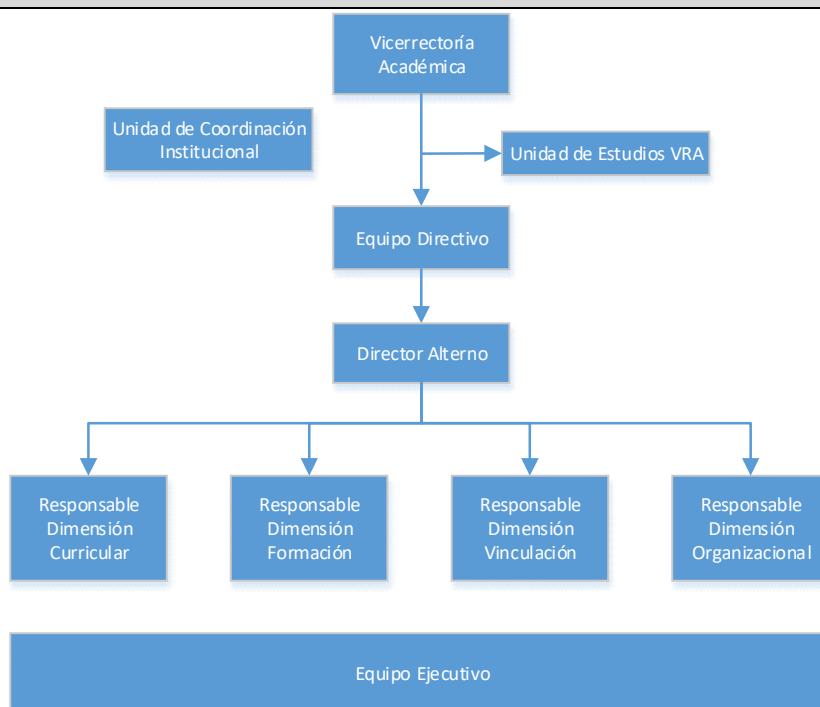 Vicerrectoría
Académica
Unidad de Coordinación
Institucional
Unidad de Estudios VRA
Equipo Directivo
Director Alterno
Responsable
Dimensión
Curricular
Responsable
Dimensión
Formación
Responsable
Dimensión
Vinculación
Responsable
Dimensión
Organizacional
Equipo Ejecutivo